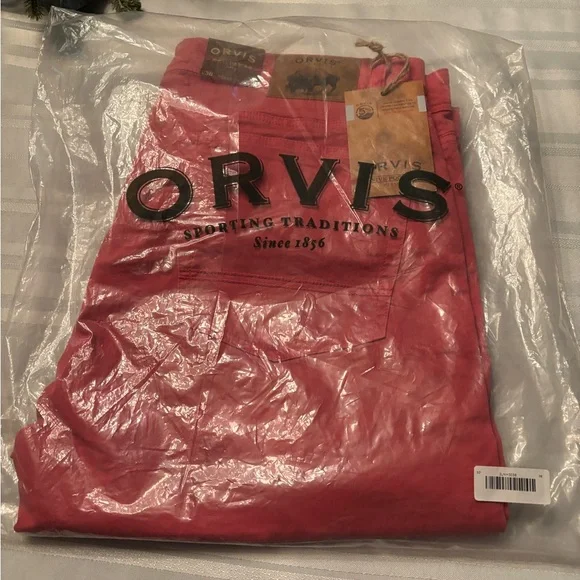 ORVIS
ORVIS
ORVIS
ORVIS®
SPORTING TRADITIONS
Since 1856